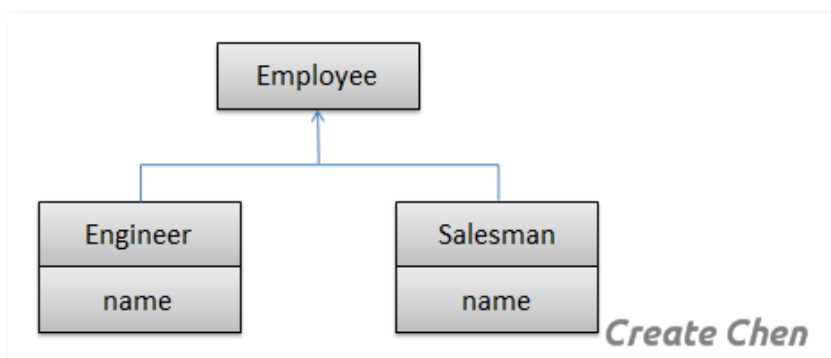 Employee
Engineer
Salesman
name
name
Create Chen